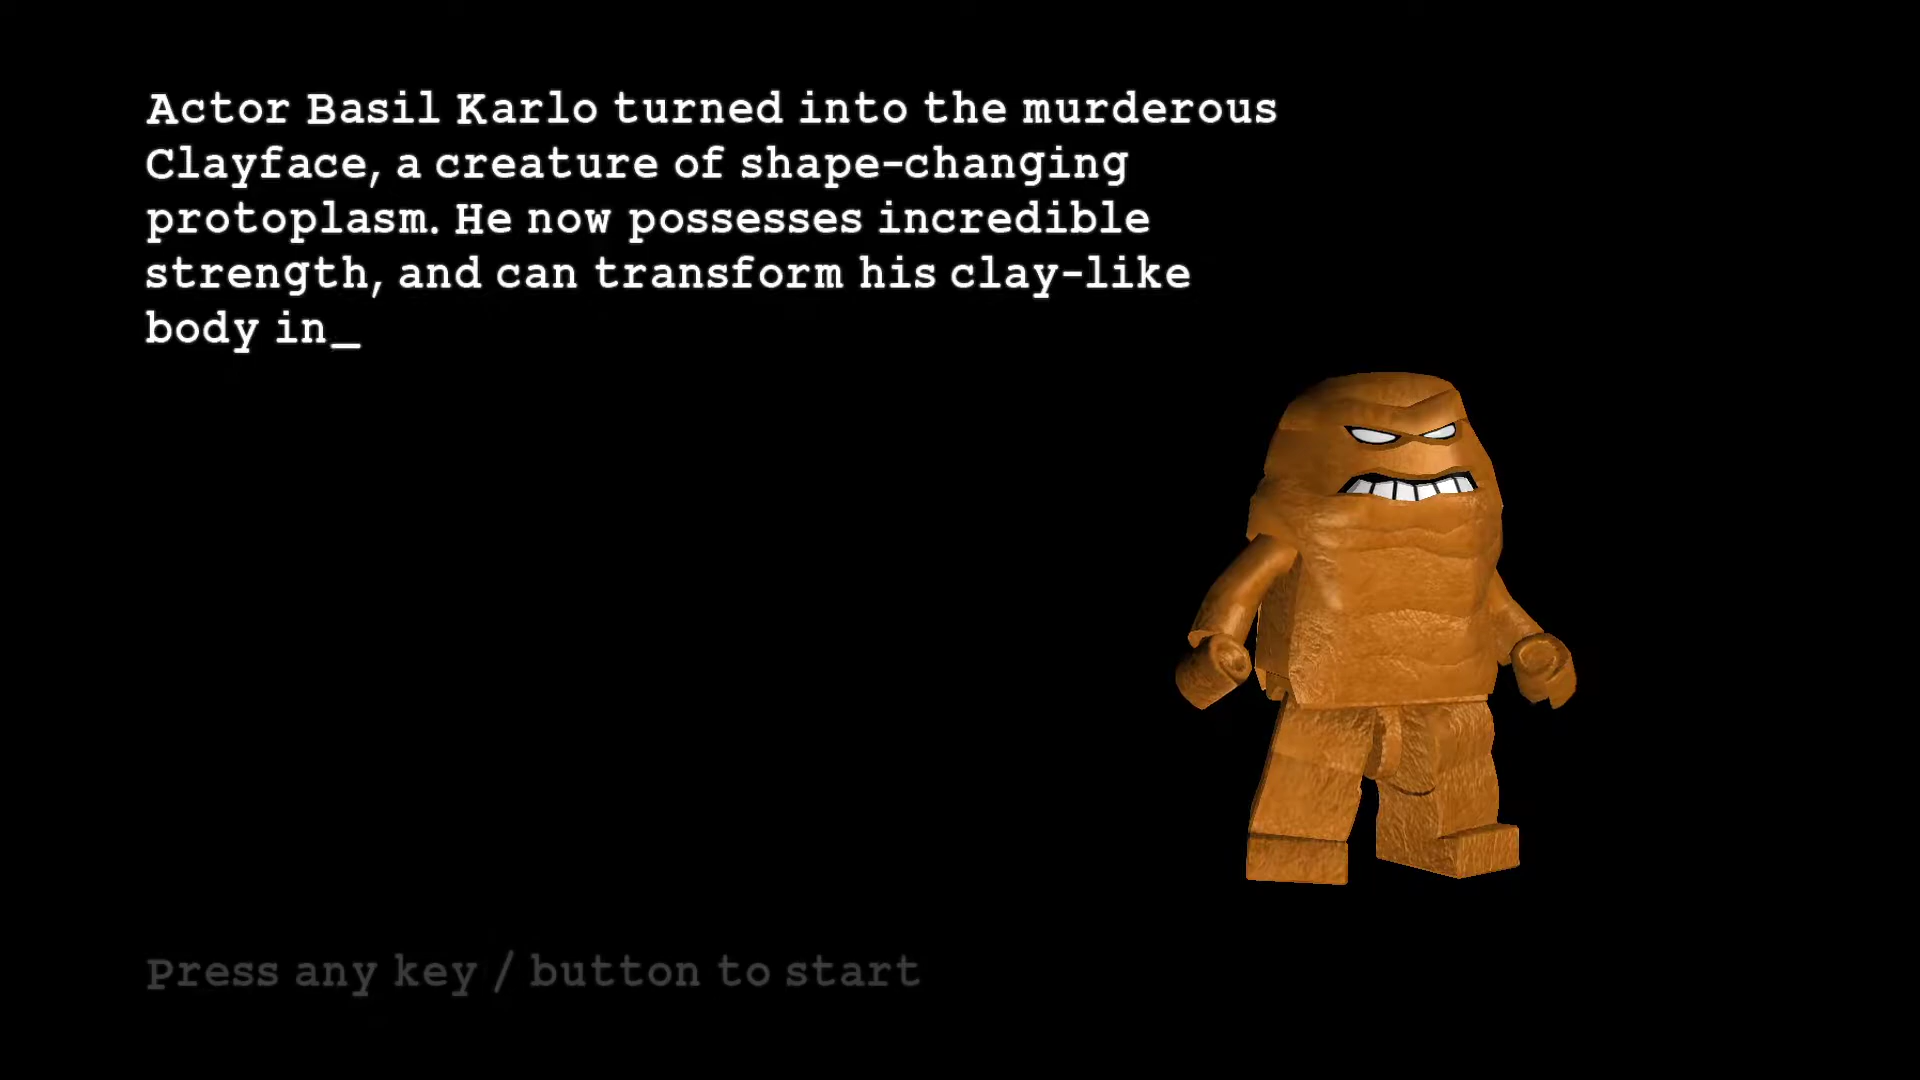 Actor Basil Karlo turned into the murderous
Clayface, a creature of shape-changing
protoplasm. He now possesses incredible
strength, and can transform his clay-like
body in_
Press any key / button to start